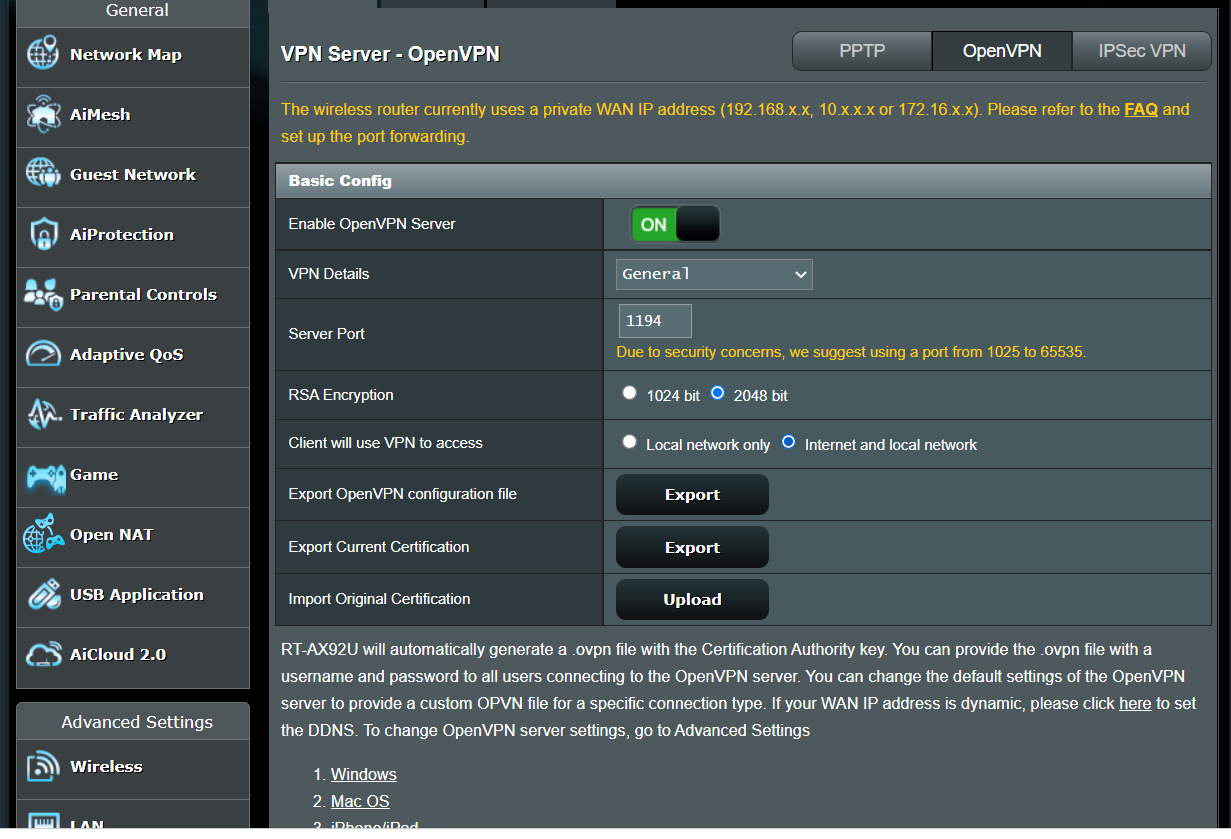 General
Network Map
AiMesh
Guest Network
AiProtection
Parental Controls
Adaptive QoS
Traffic Analyzer
Game
Open NAT
USB Application
AiCloud 2.0
Advanced Settings
Wireless
LAN
VPN Server - OpenVPN
PPTP
OpenVPN
IPSec VPN
The wireless router currently uses a private WAN IP address (192.168.x.x, 10.x.x.x or 172.16.x.x). Please refer to the FAQ and
set up the port forwarding.
Basic Config
Enable OpenVPN Server
ON
VPN Details
General
Server Port
1194
Due to security concerns, we suggest using a port from 1025 to 65535.
RSA Encryption
1024 bit 2048 bit
Client will use VPN to access
Local network only Internet and local network
Export OpenVPN configuration file
Export
Export Current Certification
Export
Import Original Certification
Upload
RT-AX92U will automatically generate a .ovpn file with the Certification Authority key. You can provide the .ovpn file with a
username and password to all users connecting to the OpenVPN server. You can change the default settings of the OpenVPN
server to provide a custom OPVN file for a specific connection type. If your WAN IP address is dynamic, please click here to set
the DDNS. To change OpenVPN server settings, go to Advanced Settings
1. Windows
2. Mac OS
3. iPhone/iPad